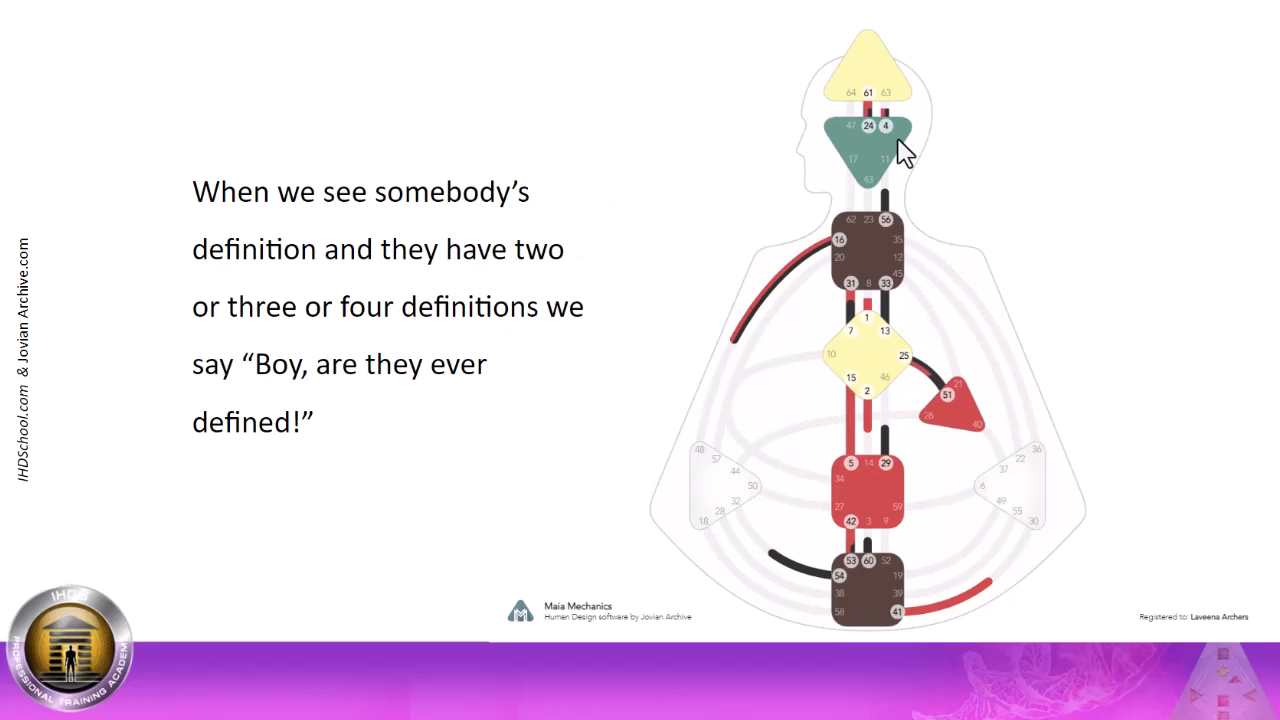 When we see somebody’s
definition and they have two
or three or four definitions we
say “Boy, are they ever
defined!”
IHDSchool.com & Jovian Archive.com
64 61 63
47 24 4
17 11
43
62 23 56
16 35
20 12
45
31 8 33
1
7 13
10 25
15 46
2
51 21
26 40
48
57
44
50
32
28
18
36
22
37
6
49
55
30
5 14 29
34
27 59
42 3 9
53 60 52
54 19
38 39
58 41
Maia Mechanics
Human Design software by Jovian Archive
Registered to: Laveena Archers
IHDS
PROFESSIONAL TRAINING ACADEMY